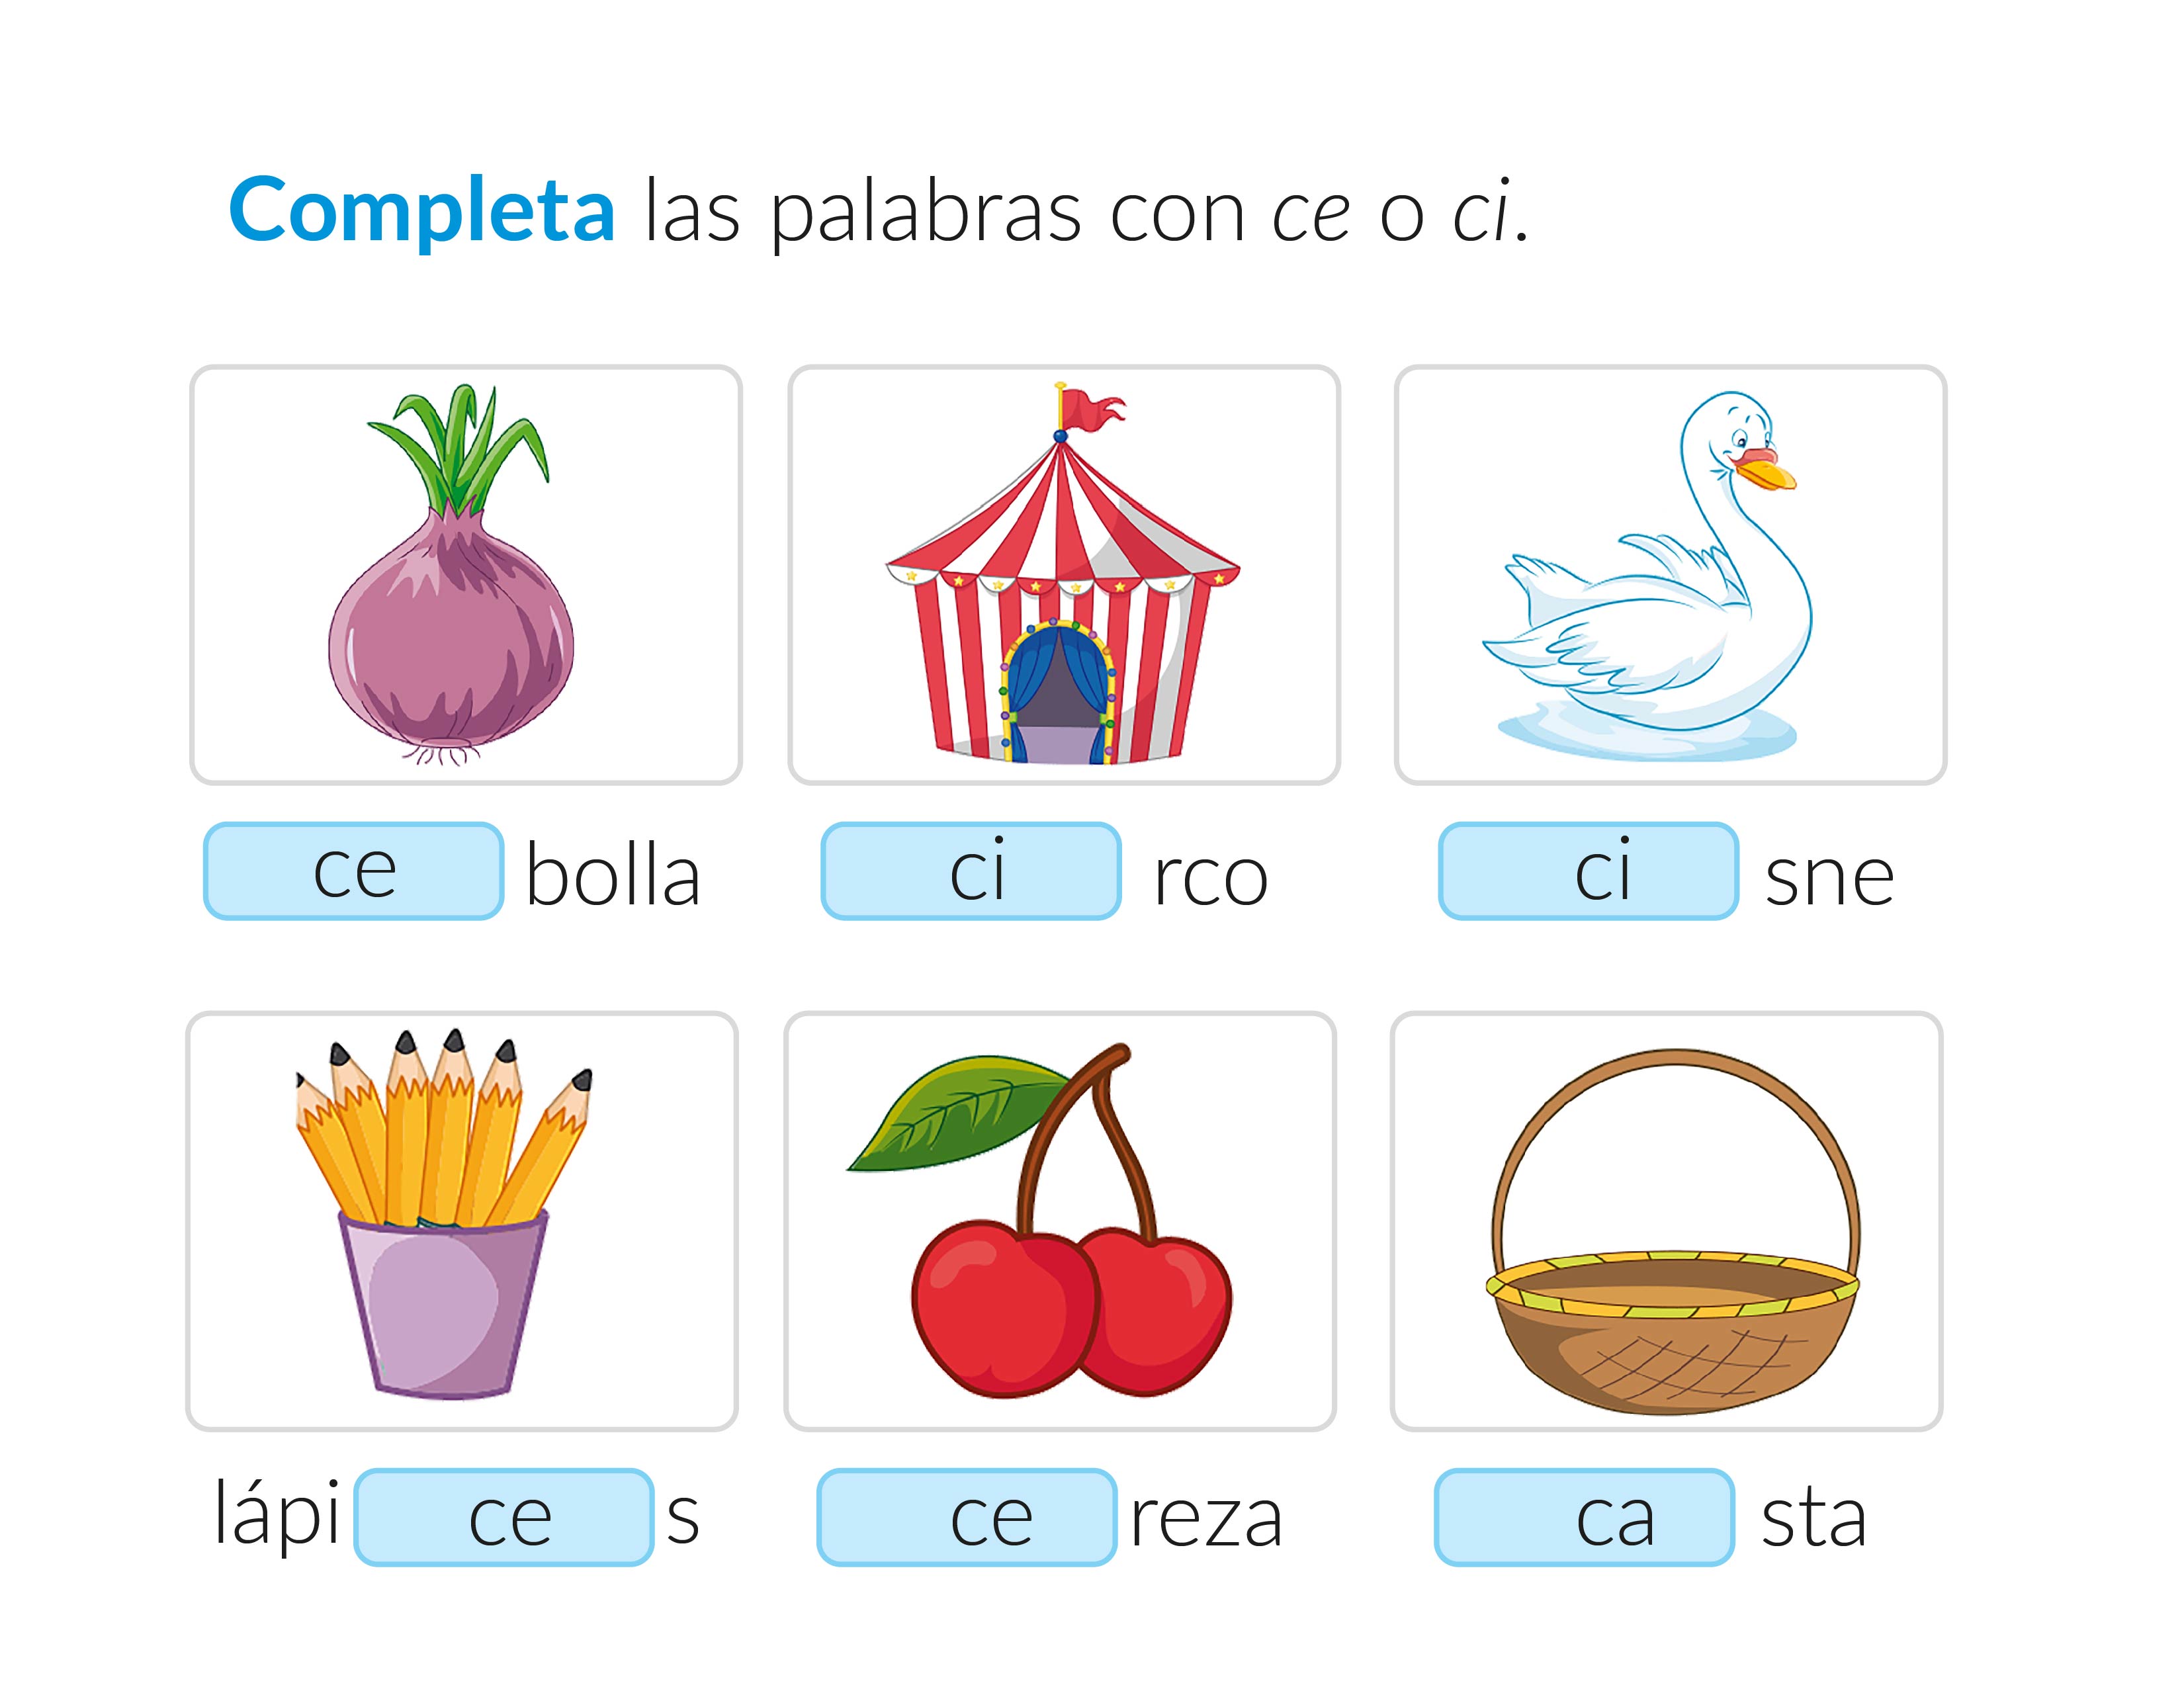 Completa las palabras con ce o ci.
ce bolla
ci rco
ci sne
lápi ce s
ce reza
ca sta